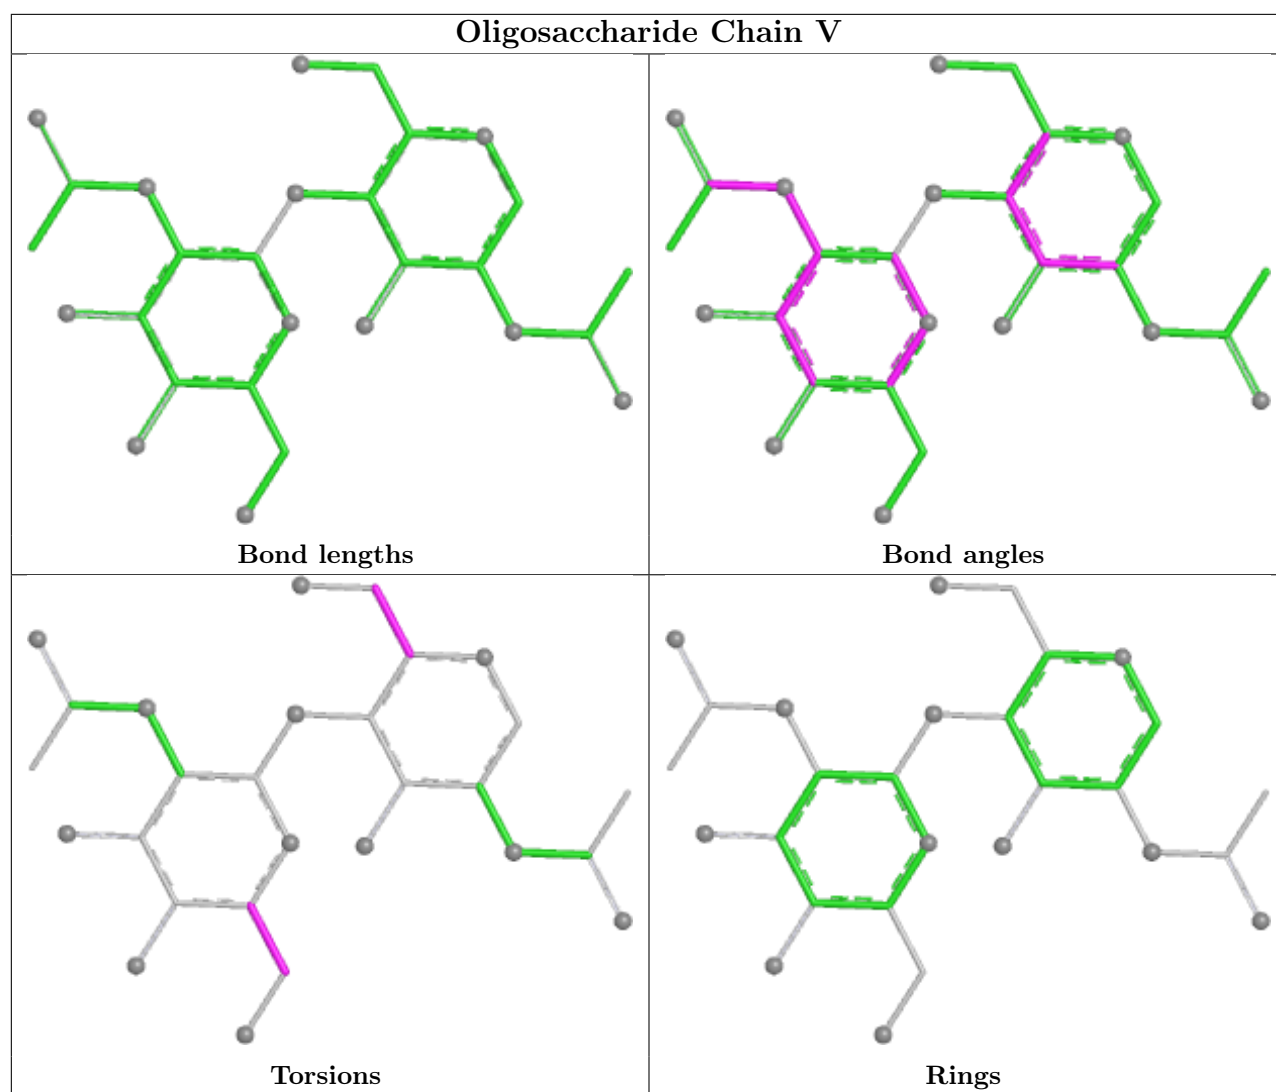 Oligosaccharide Chain V
Bond lengths
Bond angles
Torsions
Rings